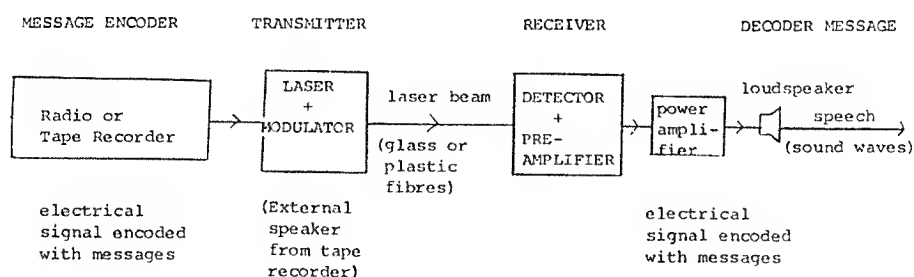 MESSAGE ENCODER
TRANSMITTER
RECEIVER
DECODER MESSAGE
Radio or
Tape Recorder
LASER
+
MODULATOR
laser beam
(glass or
plastic
fibres)
DETECTOR
+
PRE-
AMPLIFIER
power
ampli-
fier
loudspeaker
speech
(sound waves)
electrical
signal encoded
with messages
(External
speaker
from tape
recorder)
electrical
signal encoded
with messages